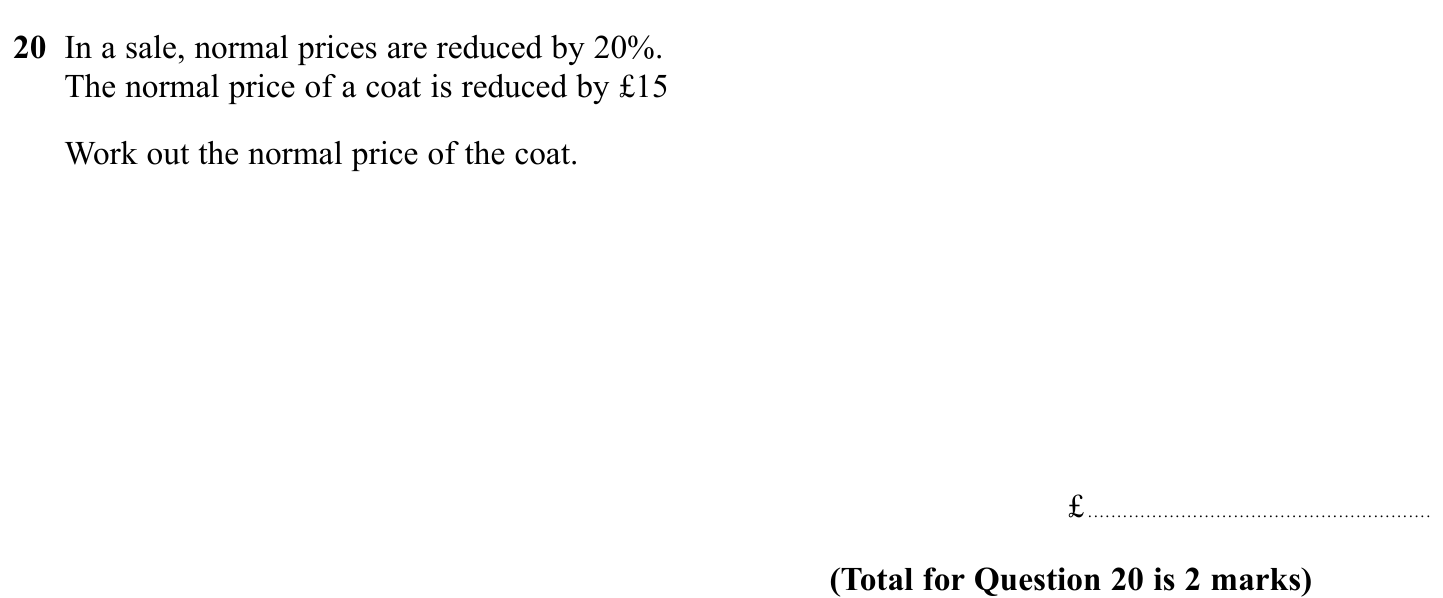 20 In a sale, normal prices are reduced by 20%.
The normal price of a coat is reduced by £15
Work out the normal price of the coat.
£..............................................................
(Total for Question 20 is 2 marks)